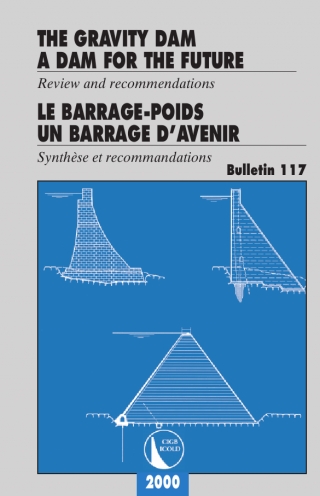 THE GRAVITY DAM
A DAM FOR THE FUTURE
Review and recommendations
LE BARRAGE-POIDS
UN BARRAGE D'AVENIR
Synthèse et recommandations
Bulletin 117
CIGB
ICOLD
2000